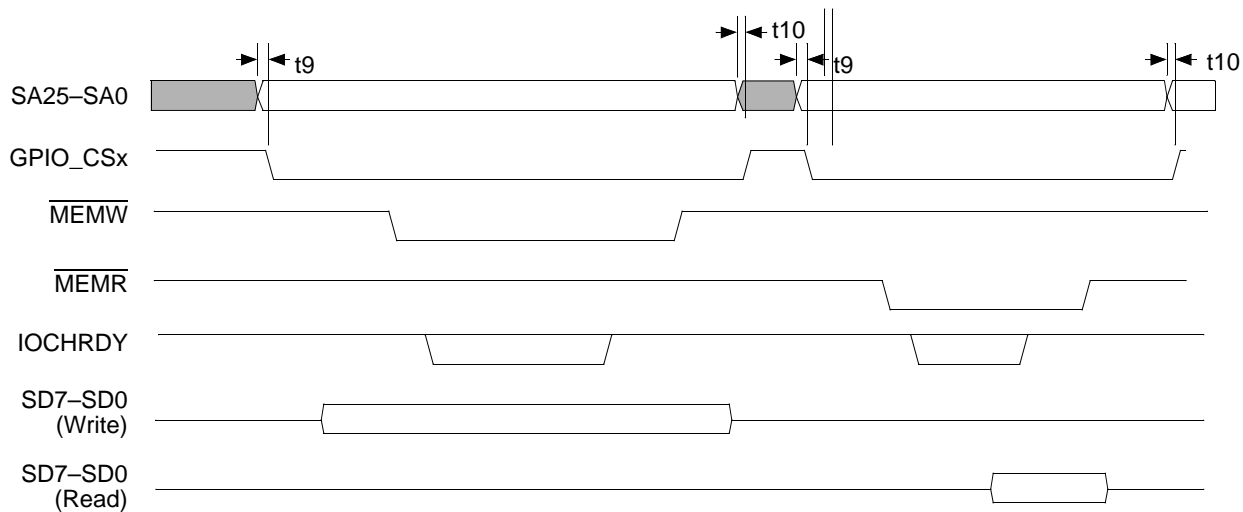 t10
t9
t9
t10
SA25–SA0
GPIO_CSx
MEMW
MEMR
IOCHRDY
SD7–SD0
(Write)
SD7–SD0
(Read)